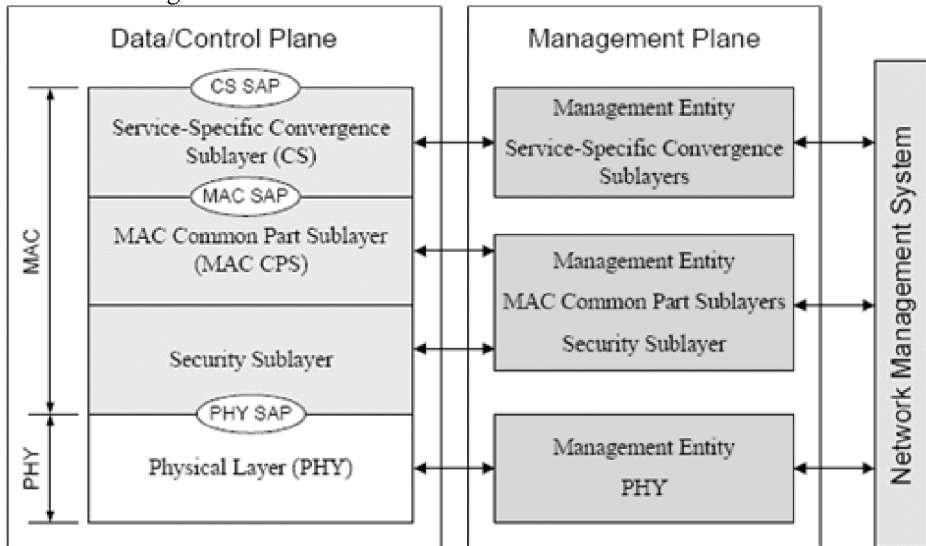 Data/Control Plane
CS SAP
Service-Specific Convergence
Sublayer (CS)
MAC SAP
MAC Common Part Sublayer
(MAC CPS)
Security Sublayer
PHY SAP
Physical Layer (PHY)
MAC
PHY
Management Plane
Management Entity
Service-Specific Convergence
Sublayers
Management Entity
MAC Common Part Sublayers
Security Sublayer
Management Entity
PHY
Network Management System